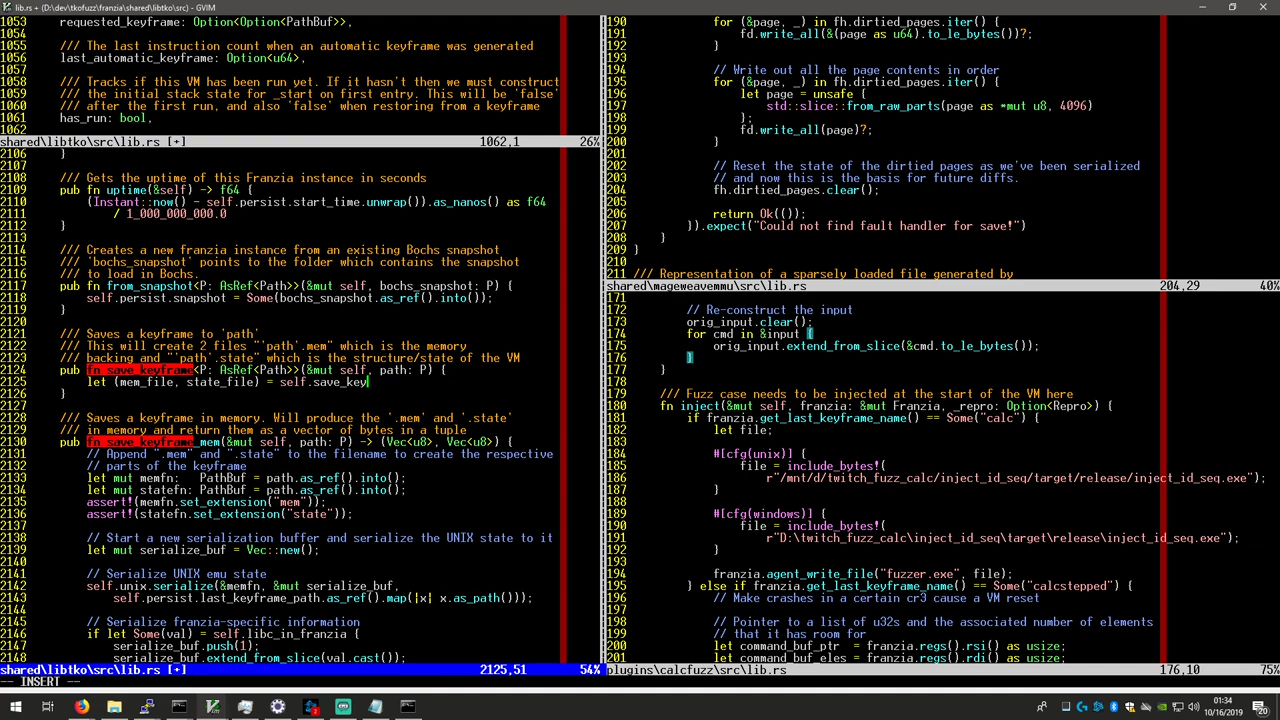 lib.rs + (D:\dev\tkofuzz\franzia\shared\libtko\src) - GVIM
1053     requested_keyframe: Option<Option<PathBuf>>,
1054
1055     /// The last instruction count when an automatic keyframe was generated
1056     last_automatic_keyframe: Option<u64>,
1057
1058     /// Tracks if this VM has been run yet. If it hasn't then we must construct
1059     /// the initial stack state for _start on first entry. This will be 'false'
1060     /// after the first run, and also 'false' when restoring from a keyframe
1061     has_run: bool,
1062
shared\libtko\src\lib.rs [+] 1062,1 26%
2106     }
2107
2108     /// Gets the uptime of this Franzia instance in seconds
2109     pub fn uptime(&self) -> f64 {
2110         (Instant::now() - self.persist.start_time.unwrap()).as_nanos() as f64
2111             / 1_000_000_000.0
2112     }
2113
2114     /// Creates a new franzia instance from an existing Bochs snapshot
2115     /// 'bochs_snapshot' points to the folder which contains the snapshot
2116     /// to load in Bochs.
2117     pub fn from_snapshot<P: AsRef<Path>>(&mut self, bochs_snapshot: P) {
2118         self.persist.snapshot = Some(bochs_snapshot.as_ref().into());
2119     }
2120
2121     /// Saves a keyframe to 'path'
2122     /// This will create 2 files "'path'.mem" which is the memory
2123     /// backing and "'path'.state" which is the structure/state of the VM
2124     pub fn save_keyframe<P: AsRef<Path>>(&mut self, path: P) {
2125         let (mem_file, state_file) = self.save_key
2126     }
2127
2128     /// Saves a keyframe in memory. Will produce the '.mem' and '.state'
2129     /// in memory and return them as a vector of bytes in a tuple
2130     pub fn save_keyframe_mem(&mut self, path: P) -> (Vec<u8>, Vec<u8>) {
2131         // Append ".mem" and ".state" to the filename to create the respective
2132         // parts of the keyframe
2133         let mut memfn:   PathBuf = path.as_ref().into();
2134         let mut statefn: PathBuf = path.as_ref().into();
2135         assert!(memfn.set_extension("mem"));
2136         assert!(statefn.set_extension("state"));
2137
2138         // Start a new serialization buffer and serialize the UNIX state to it
2139         let mut serialize_buf = Vec::new();
2140
2141         // Serialize UNIX emu state
2142         self.unix.serialize(&memfn, &mut serialize_buf,
2143             self.persist.last_keyframe_path.as_ref().map(|x| x.as_path()));
2144
2145         // Serialize franzia-specific information
2146         if let Some(val) = self.libc_in_franzia {
2147             serialize_buf.push(1);
2148             serialize_buf.extend_from_slice(val.cast());
shared\libtko\src\lib.rs [+] 2125,51 54%
-- INSERT --
190             for (&page, _) in fh.dirtied_pages.iter() {
191                 fd.write_all(&(page as u64).to_le_bytes())?;
192             }
193
194             // Write out all the page contents in order
195             for (&page, _) in fh.dirtied_pages.iter() {
196                 let page = unsafe {
197                     std::slice::from_raw_parts(page as *mut u8, 4096)
198                 };
199                 fd.write_all(page)?;
200             }
201
202             // Reset the state of the dirtied pages as we've been serialized
203             // and now this is the basis for future diffs.
204             fh.dirtied_pages.clear();
205
206             return Ok(());
207         }).expect("Could not find fault handler for save!")
208     }
209 }
210
211 /// Representation of a sparsely loaded file generated by
shared\mageweavemmu\src\lib.rs 204,29 40%
171
172         // Re-construct the input
173         orig_input.clear();
174         for cmd in &input {
175             orig_input.extend_from_slice(&cmd.to_le_bytes());
176         }
177     }
178
179     /// Fuzz case needs to be injected at the start of the VM here
180     fn inject(&mut self, franzia: &mut Franzia, _repro: Option<Repro>) {
181         if franzia.get_last_keyframe_name() == Some("calc") {
182             let file;
183
184             #[cfg(unix)] {
185                 file = include_bytes!(
186                     r"/mnt/d/twitch_fuzz_calc/inject_id_seq/target/release/inject_id_seq.exe");
187             }
188
189             #[cfg(windows)] {
190                 file = include_bytes!(
191                     r"D:\twitch_fuzz_calc\inject_id_seq\target\release\inject_id_seq.exe");
192             }
193
194             franzia.agent_write_file("fuzzer.exe", file);
195         } else if franzia.get_last_keyframe_name() == Some("calcstepped") {
196             // Make crashes in a certain cr3 cause a VM reset
197
198             // Pointer to a list of u32s and the associated number of elements
199             // that it has room for
200             let command_buf_ptr  = franzia.regs().rsi() as usize;
201             let command_buf_eles = franzia.regs().rdi() as usize;
plugins\calcfuzz\src\lib.rs 176,10 75%
01:34
10/16/2019
20